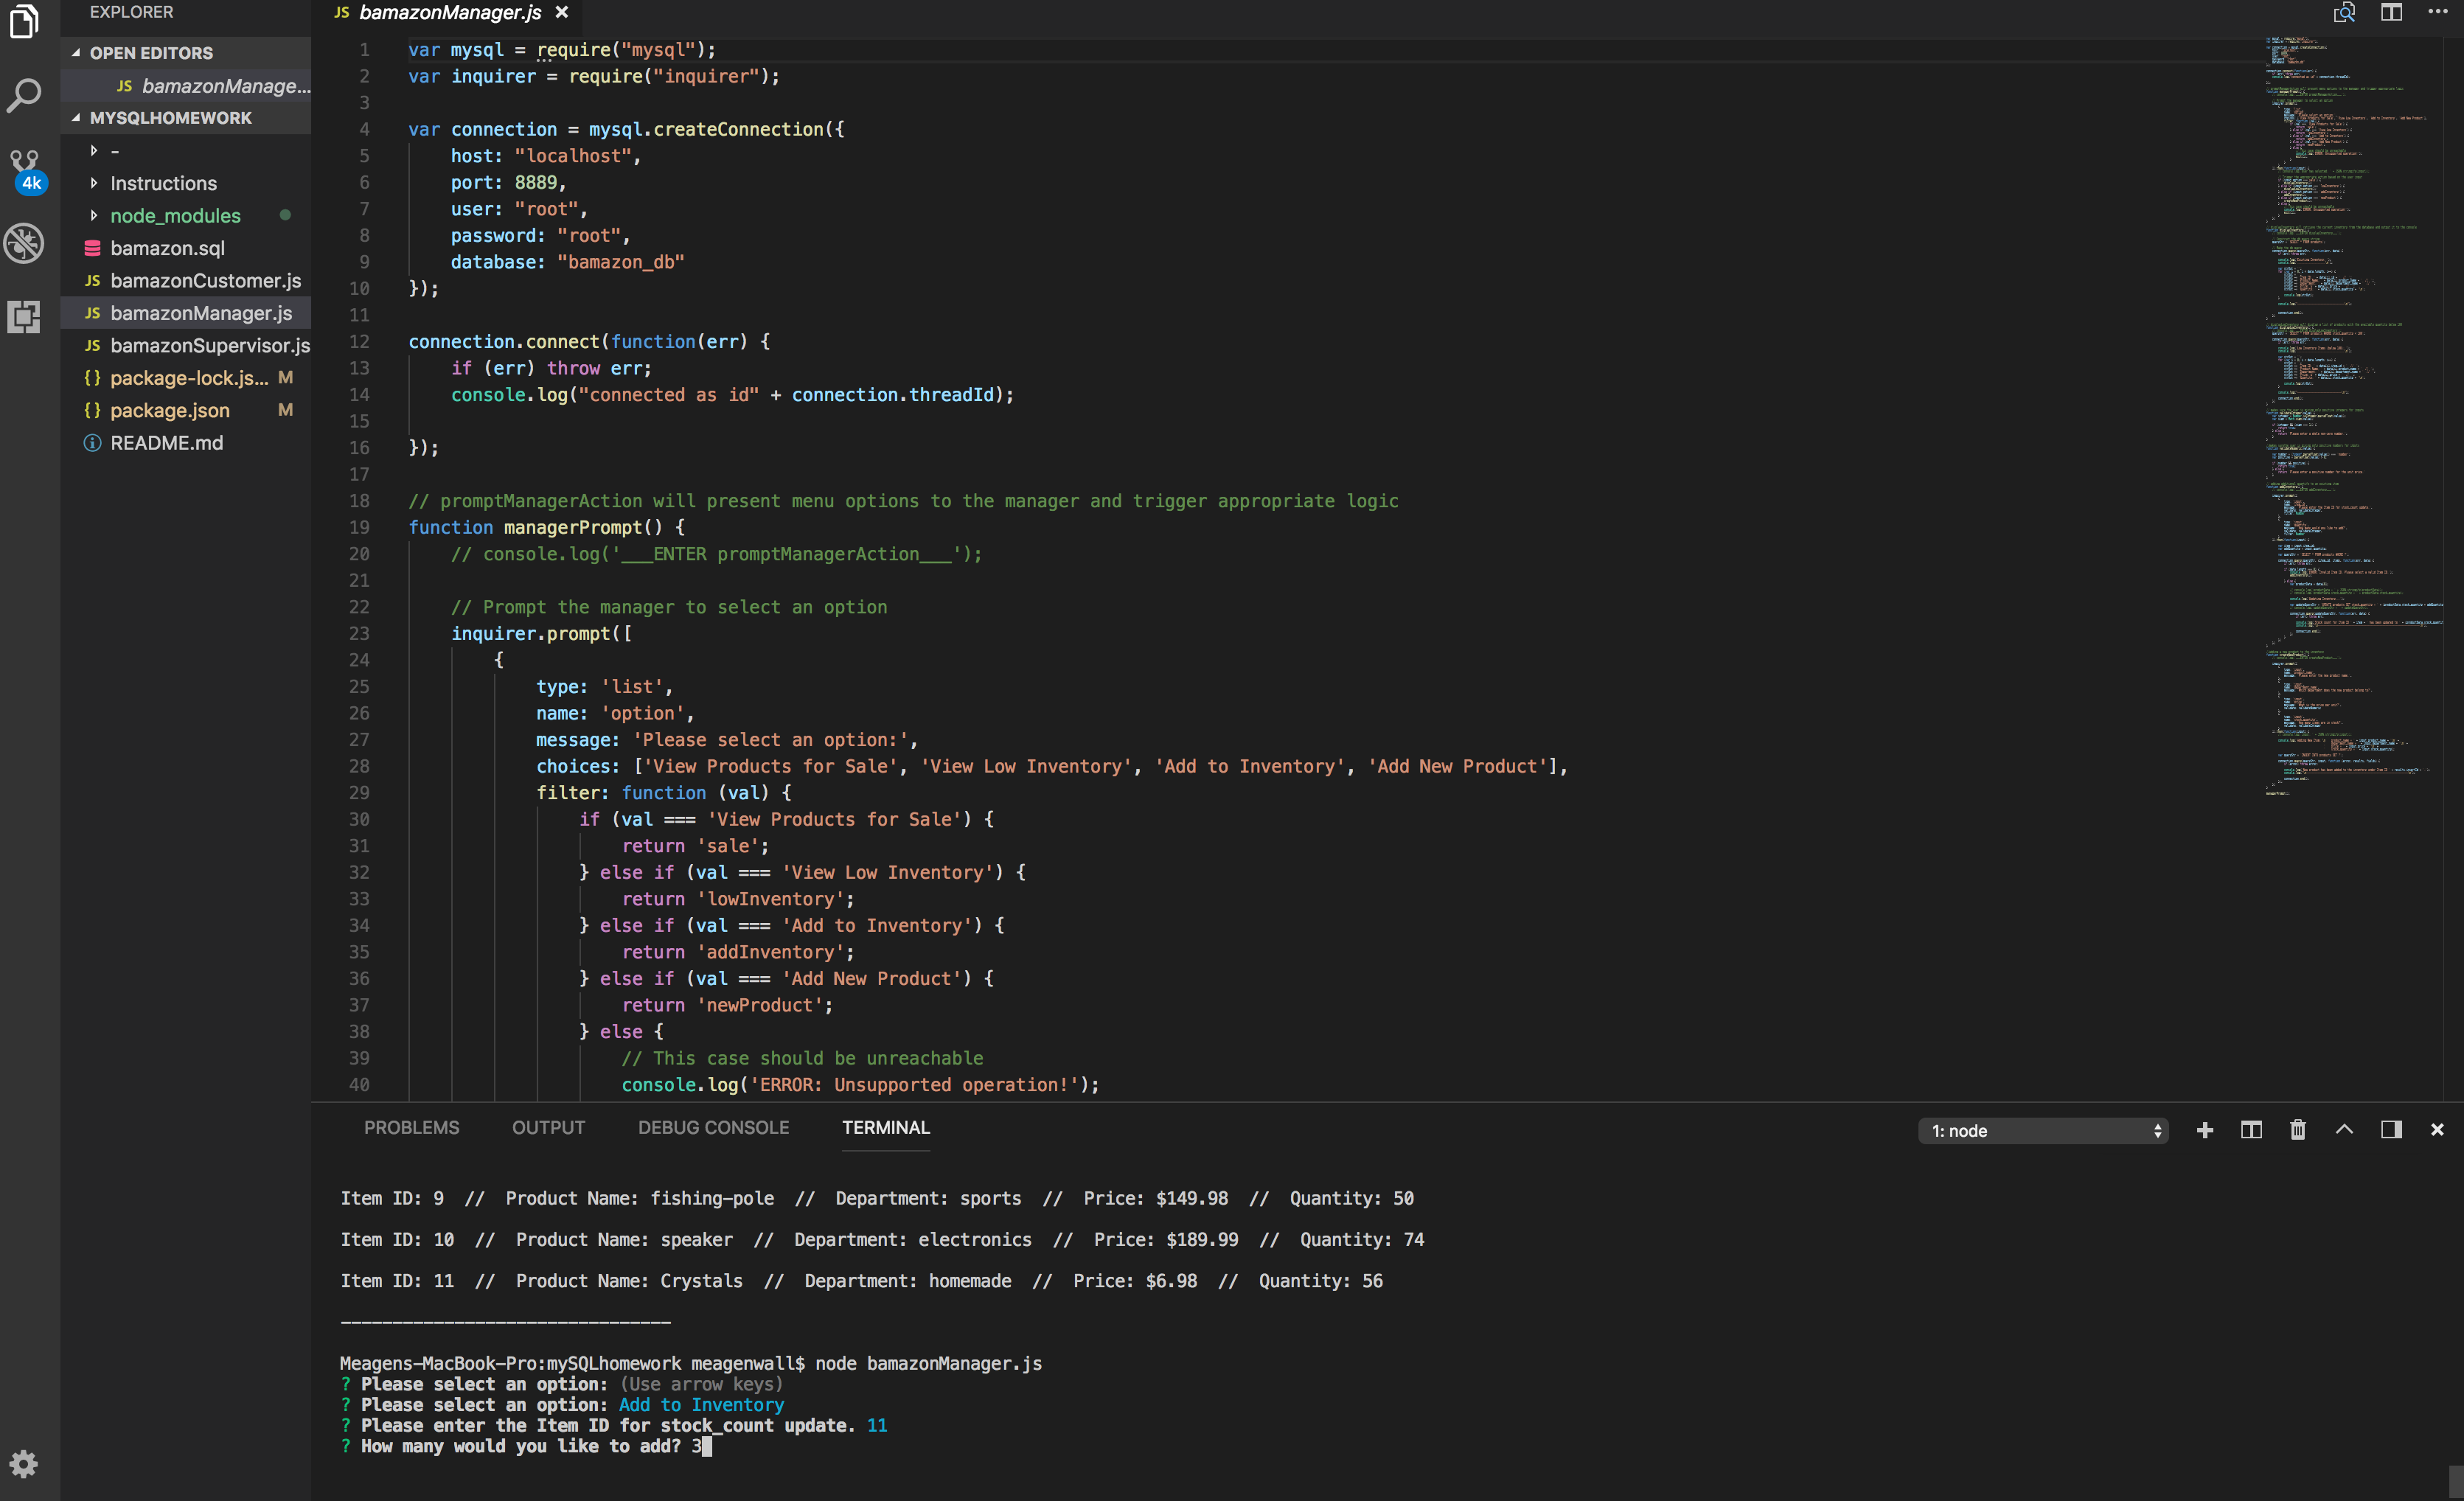 EXPLORER
OPEN EDITORS
JS bamazonManage...
MYSQLHOMEWORK
-
Instructions
node_modules
bamazon.sql
JS bamazonCustomer.js
JS bamazonManager.js
JS bamazonSupervisor.js
{} package-lock.js... M
{} package.json M
README.md
4k
JS bamazonManager.js
1 var mysql = require("mysql");
2 var inquirer = require("inquirer");
3
4 var connection = mysql.createConnection({
5 host: "localhost",
6 port: 8889,
7 user: "root",
8 password: "root",
9 database: "bamazon_db"
10 });
11
12 connection.connect(function(err) {
13 if (err) throw err;
14 console.log("connected as id" + connection.threadId);
15
16 });
17
18 // promptManagerAction will present menu options to the manager and trigger appropriate logic
19 function managerPrompt() {
20 // console.log('___ENTER promptManagerAction___');
21
22 // Prompt the manager to select an option
23 inquirer.prompt([
24 {
25 type: 'list',
26 name: 'option',
27 message: 'Please select an option:',
28 choices: ['View Products for Sale', 'View Low Inventory', 'Add to Inventory', 'Add New Product'],
29 filter: function (val) {
30 if (val === 'View Products for Sale') {
31 return 'sale';
32 } else if (val === 'View Low Inventory') {
33 return 'lowInventory';
34 } else if (val === 'Add to Inventory') {
35 return 'addInventory';
36 } else if (val === 'Add New Product') {
37 return 'newProduct';
38 } else {
39 // This case should be unreachable
40 console.log('ERROR: Unsupported operation!');
PROBLEMS OUTPUT DEBUG CONSOLE TERMINAL
1: node
Item ID: 9 // Product Name: fishing-pole // Department: sports // Price: $149.98 // Quantity: 50
Item ID: 10 // Product Name: speaker // Department: electronics // Price: $189.99 // Quantity: 74
Item ID: 11 // Product Name: Crystals // Department: homemade // Price: $6.98 // Quantity: 56
--------------------------------
Meagens-MacBook-Pro:mySQLhomework meagenwall$ node bamazonManager.js
? Please select an option: (Use arrow keys)
? Please select an option: Add to Inventory
? Please enter the Item ID for stock_count update. 11
? How many would you like to add? 3